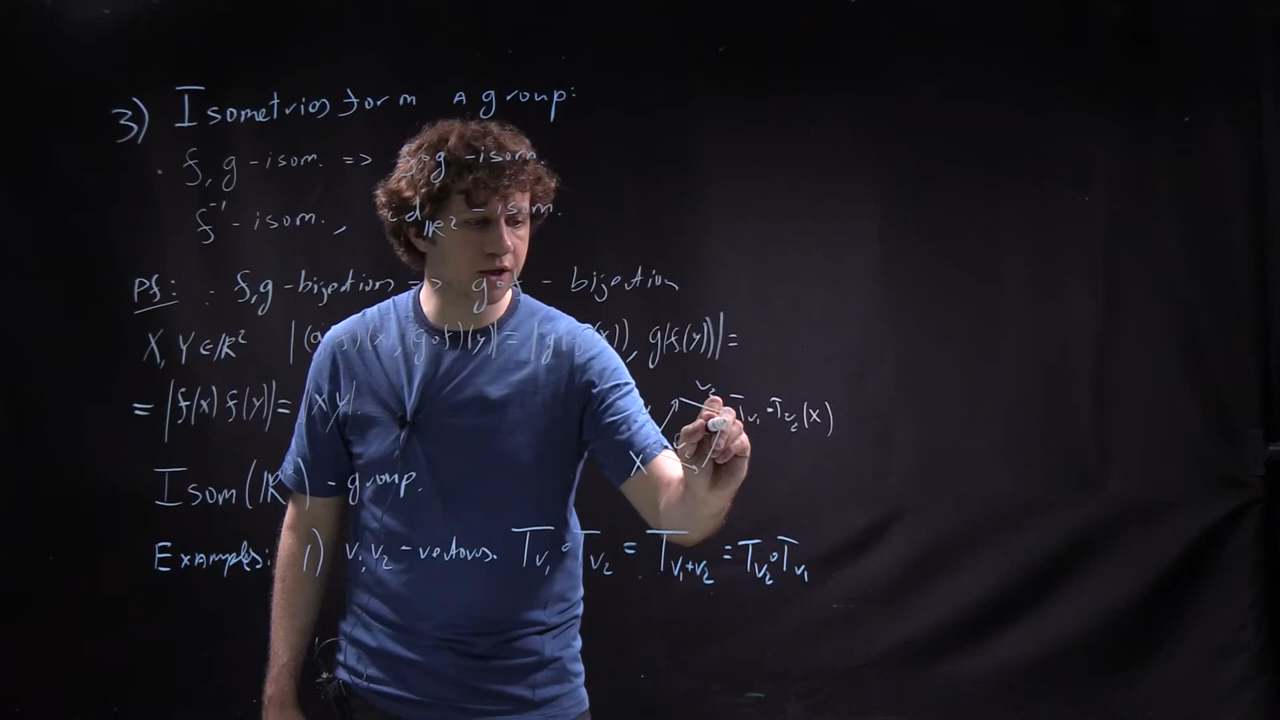 3) Isometries form a group:
· f, g - isom. => f∘g - isom.
f⁻¹ - isom., id_ℝ² - isom.
Pf: · f, g - bijection => g∘f - bijection
X, Y ∈ ℝ² |(g∘f)(x), (g∘f)(y)| = |g(f(x)), g(f(y))| =
= |f(x) f(y)| = |XY|.
v₂ T_v₁∘T_v₂(X)
X
Isom(ℝ²) - group.
Examples: 1) v₁, v₂ - vectors. T_v₁ ∘ T_v₂ = T_v₁+v₂ = T_v₂∘T_v₁